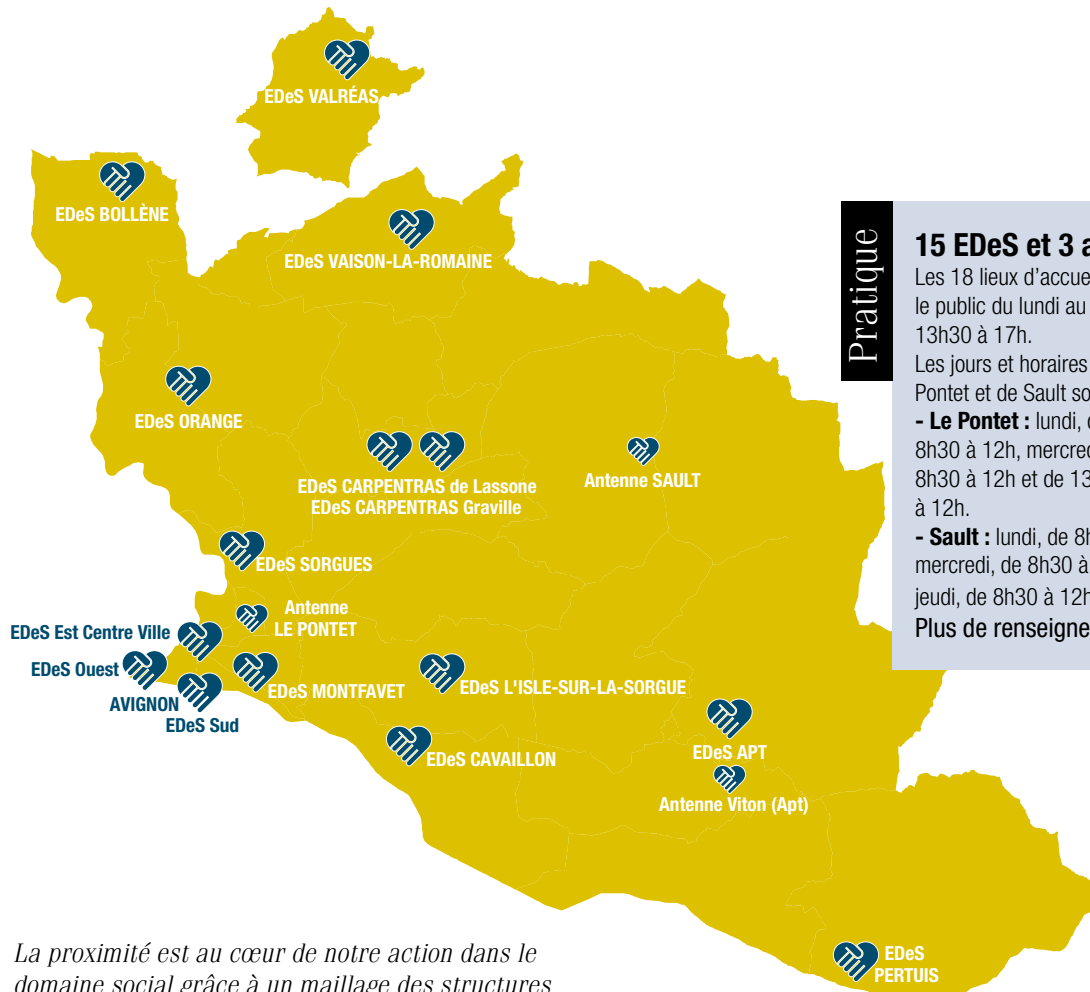 EDeS VALRÉAS
EDeS BOLLÈNE
EDeS VAISON-LA-ROMAINE
EDeS ORANGE
EDeS CARPENTRAS de Lassone
EDeS CARPENTRAS Graville
Antenne SAULT
EDeS SORGUES
Antenne
LE PONTET
EDeS Est Centre Ville
EDeS Ouest
AVIGNON
EDeS Sud
EDeS MONTFAVET
EDeS L'ISLE-SUR-LA-SORGUE
EDeS CAVAILLON
EDeS APT
Antenne Viton (Apt)
EDeS
PERTUIS
Pratique
15 EDeS et 3 a
Les 18 lieux d'accue
le public du lundi au
13h30 à 17h.
Les jours et horaires
Pontet et de Sault so
- Le Pontet : lundi, d
8h30 à 12h, mercred
8h30 à 12h et de 13
à 12h.
- Sault : lundi, de 8h
mercredi, de 8h30 à
jeudi, de 8h30 à 12h
Plus de renseigne
La proximité est au cœur de notre action dans le
domaine social grâce à un maillage des structures